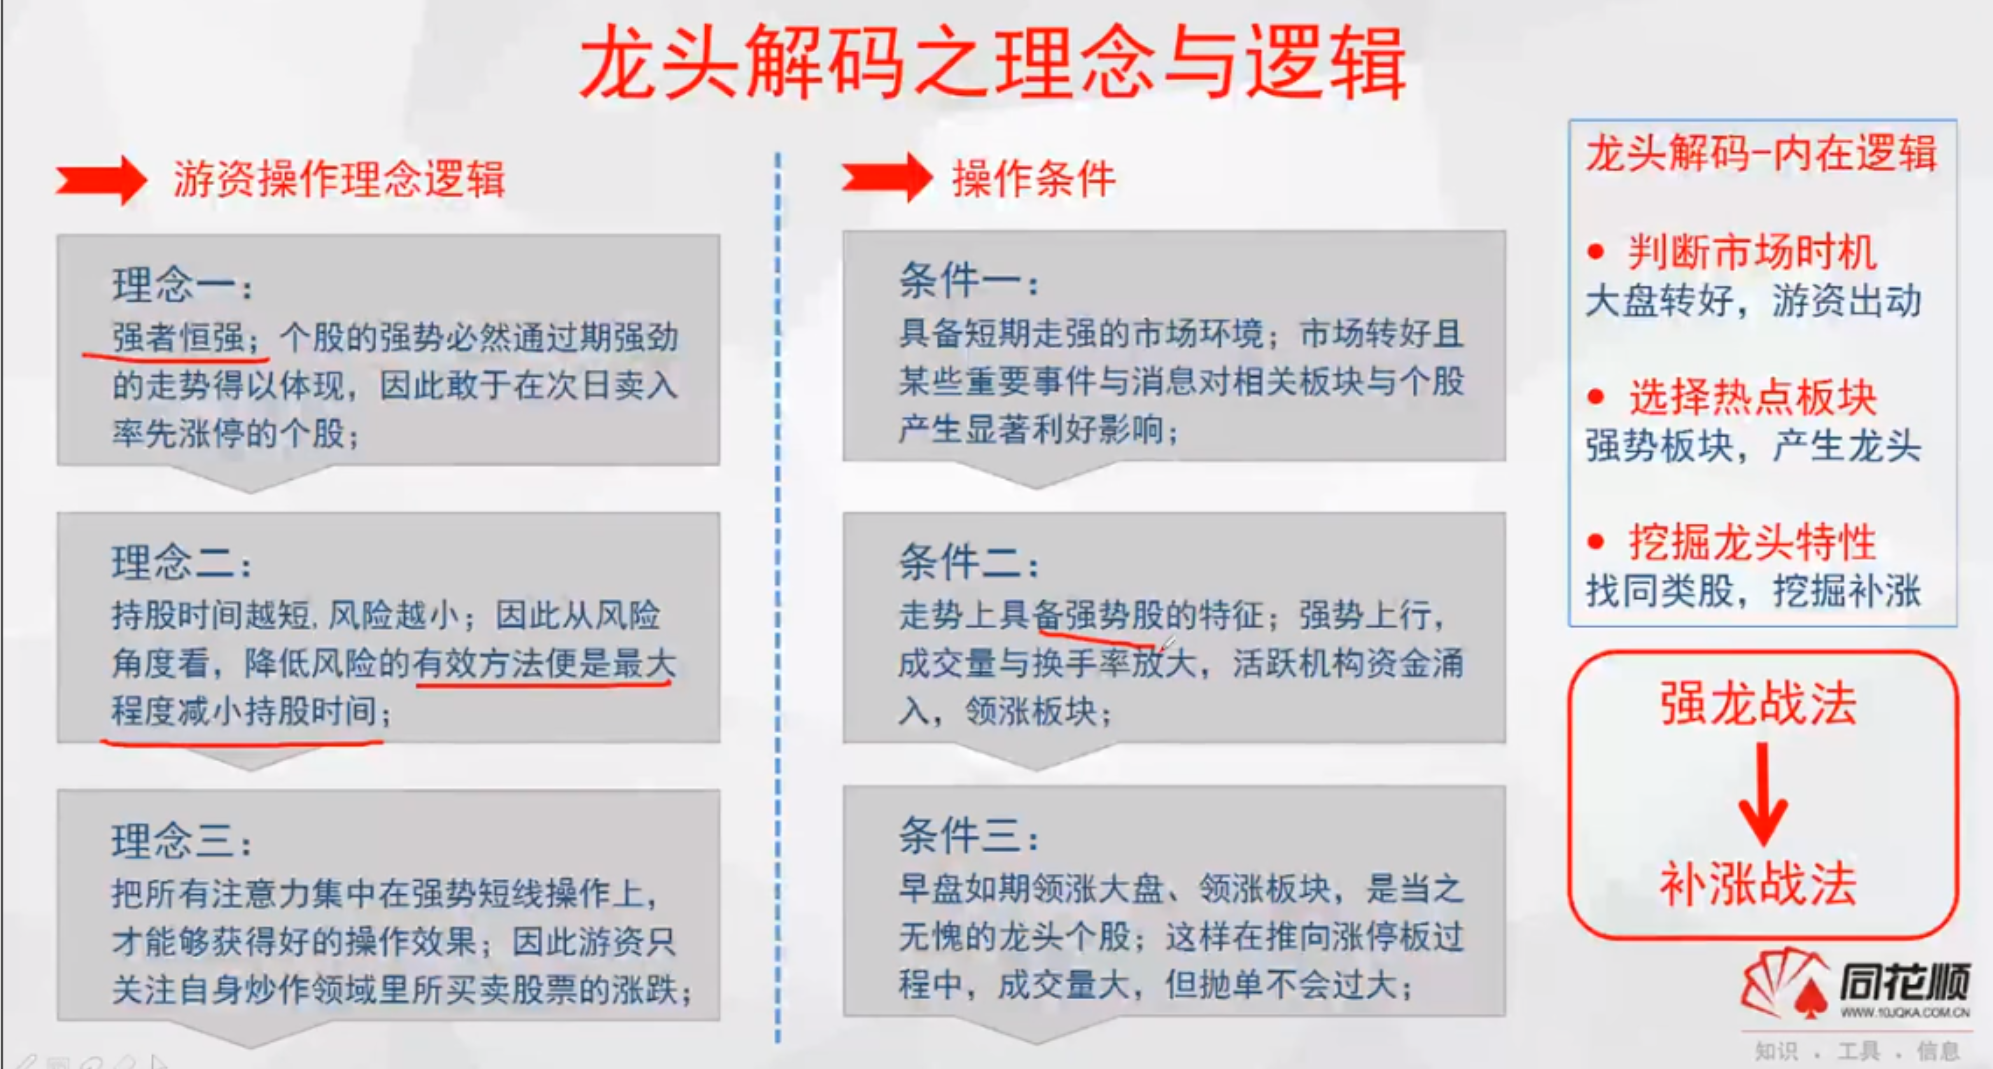 龙头解码之理念与逻辑
游资操作理念逻辑
理念一：
强者恒强；个股的强势必然通过期强劲
的走势得以体现，因此敢于在次日卖入
率先涨停的个股；
理念二：
持股时间越短,风险越小；因此从风险
角度看，降低风险的有效方法便是最大
程度减小持股时间；
理念三：
把所有注意力集中在强势短线操作上，
才能够获得好的操作效果；因此游资只
关注自身炒作领域里所买卖股票的涨跌；
操作条件
条件一：
具备短期走强的市场环境；市场转好且
某些重要事件与消息对相关板块与个股
产生显著利好影响；
条件二：
走势上具备强势股的特征；强势上行，
成交量与换手率放大，活跃机构资金涌
入，领涨板块；
条件三：
早盘如期领涨大盘、领涨板块，是当之
无愧的龙头个股；这样在推向涨停板过
程中，成交量大，但抛单不会过大；
龙头解码-内在逻辑
• 判断市场时机
大盘转好，游资出动
• 选择热点板块
强势板块，产生龙头
• 挖掘龙头特性
找同类股，挖掘补涨
强龙战法
补涨战法
同花顺
WWW.10JQKA.COM.CN
知识 . 工具 . 信息